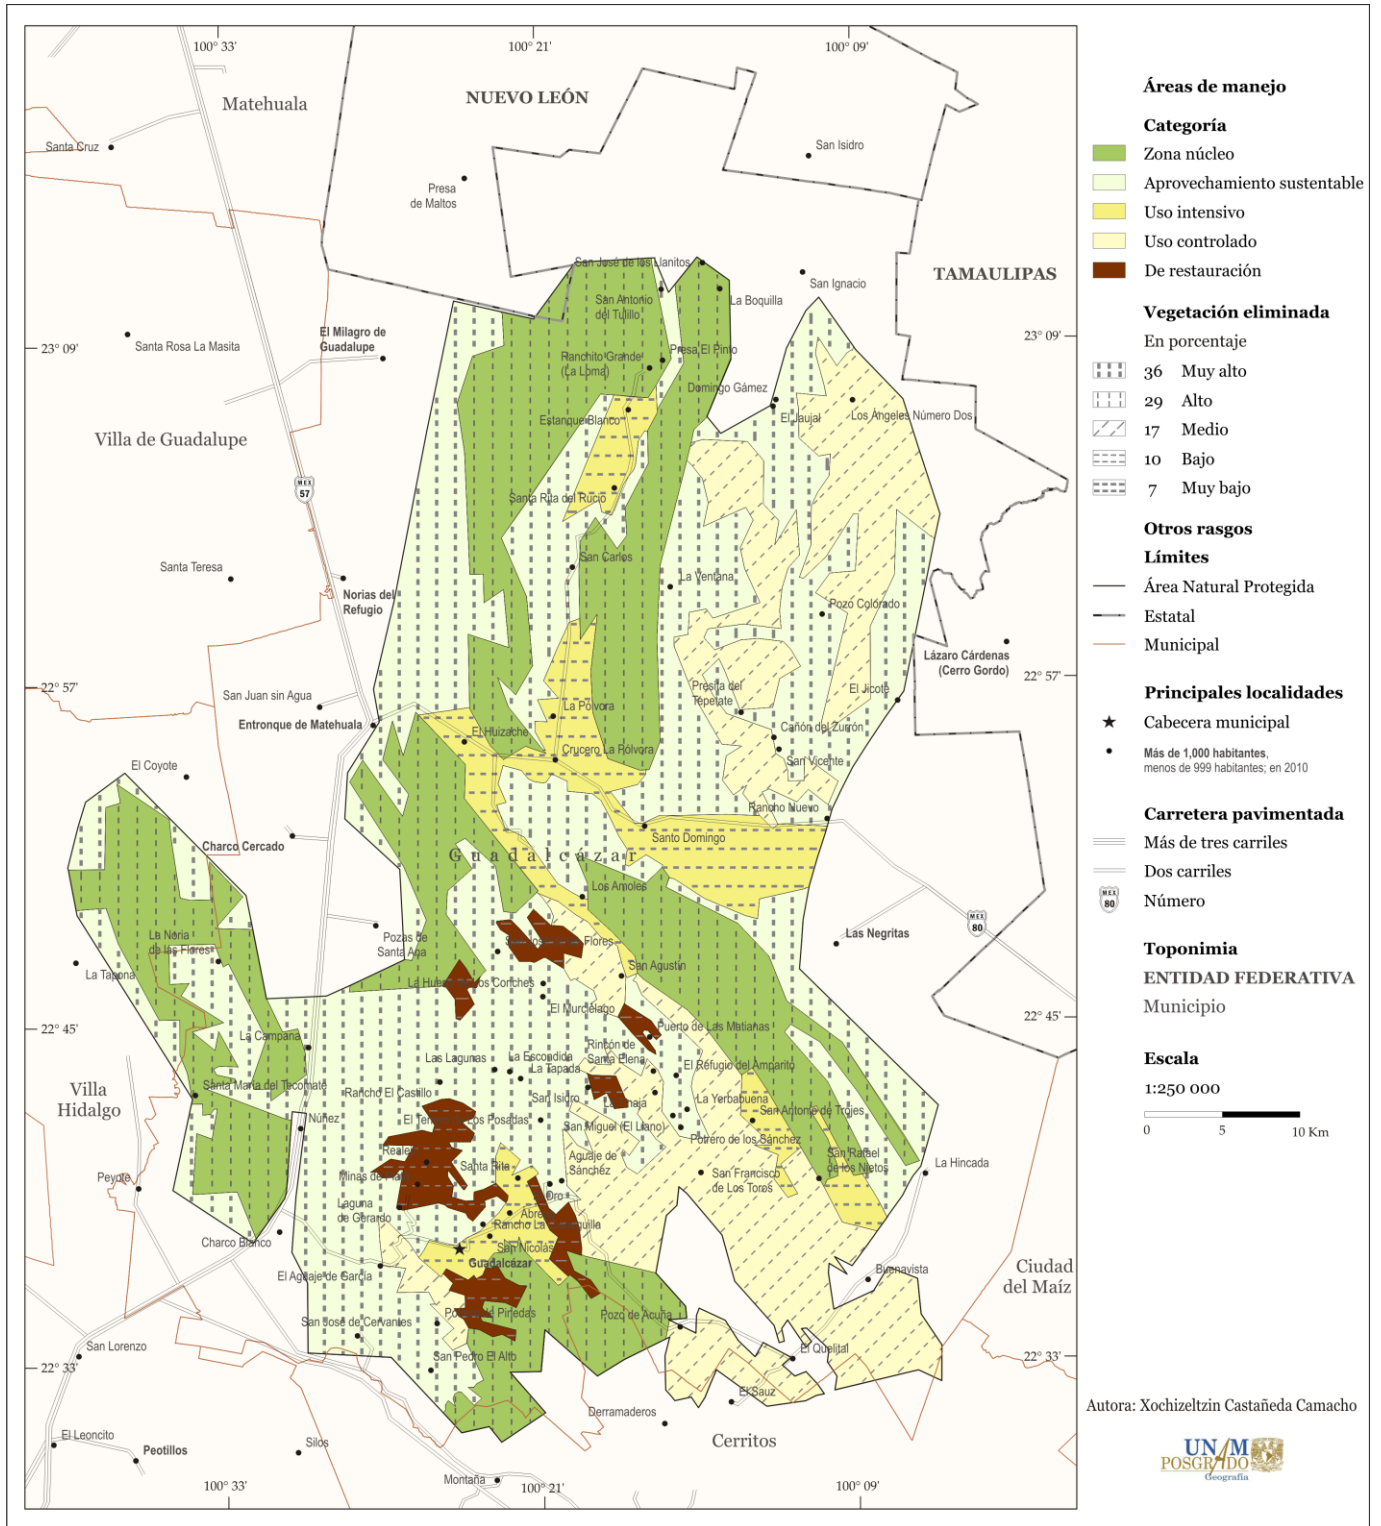 100° 33'
100° 21'
100° 09'
Matehuala
NUEVO LEÓN
Santa Cruz
San Isidro
Presa
de Maltos
TAMAULIPAS
San José de los Llanitos
San Ignacio
San Antonio
del Tulillo
La Boquilla
El Milagro de
Guadalupe
Santa Rosa La Masita
23° 09'
23° 09'
Ranchito Grande
(La Loma)
Presa El Pinto
Domingo Gámez
Estanque Blanco
El Jaujal
Los Angeles Número Dos
Villa de Guadalupe
MEX
57
Santa Rita del Rucio
San Carlos
Santa Teresa
La Ventana
Norias del
Refugio
Pozo Colorado
Lázaro Cárdenas
(Cerro Gordo)
22° 57'
22° 57'
San Juan sin Agua
Presita del
Tepetate
El Jicote
Entronque de Matehuala
La Pólvora
El Huizache
Cañón del Zurrón
Crucero La Pólvora
San Vicente
El Coyote
Rancho Nuevo
Charco Cercado
Santo Domingo
Guadalcázar
Los Amoles
MEX
80
La Noria
de las Flores
Pozas de
Santa Ana
Flores
Las Negritas
La Tapona
San Agustín
22° 45'
22° 45'
El Murciélago
Puerto de Las Matianas
La Campana
Rincón de
Santa Elena
Las Lagunas
La Escondida
La Tapada
El Refugio del Amparito
Villa
Hidalgo
Santa María del Tecomate
Rancho El Castillo
San Isidro
La Yerbabuena
San Antonio de Trojes
Núñez
Los Posadas
San Miguel (El Llano)
Potrero de los Sánchez
Aguaje de
Sánchez
San Rafael
de los Nietos
La Hincada
Peyote
Santa Rita
San Francisco
de Los Torres
Laguna
de Gerardo
Charco Blanco
San Nicolás
Guadalcázar
El Aguaje de García
Buenavista
Ciudad
del Maíz
San José de Cervantes
Pozo de Acuña
San Lorenzo
22° 33'
22° 33'
San Pedro El Alto
El Quelital
El Sauz
Derramaderos
El Leoncito
Peotillos
Silos
Cerritos
Montaña
100° 33'
100° 21'
100° 09'
Áreas de manejo
Categoría
Zona núcleo
Aprovechamiento sustentable
Uso intensivo
Uso controlado
De restauración
Vegetación eliminada
En porcentaje
36 Muy alto
29 Alto
17 Medio
10 Bajo
7 Muy bajo
Otros rasgos
Límites
Área Natural Protegida
Estatal
Municipal
Principales localidades
Cabecera municipal
Más de 1,000 habitantes,
menos de 999 habitantes; en 2010
Carretera pavimentada
Más de tres carriles
Dos carriles
MEX
80
Número
Toponimia
ENTIDAD FEDERATIVA
Municipio
Escala
1:250 000
0 5 10 Km
Autora: Xochizeltzin Castañeda Camacho
UNAM
POSGRADO
Geografía